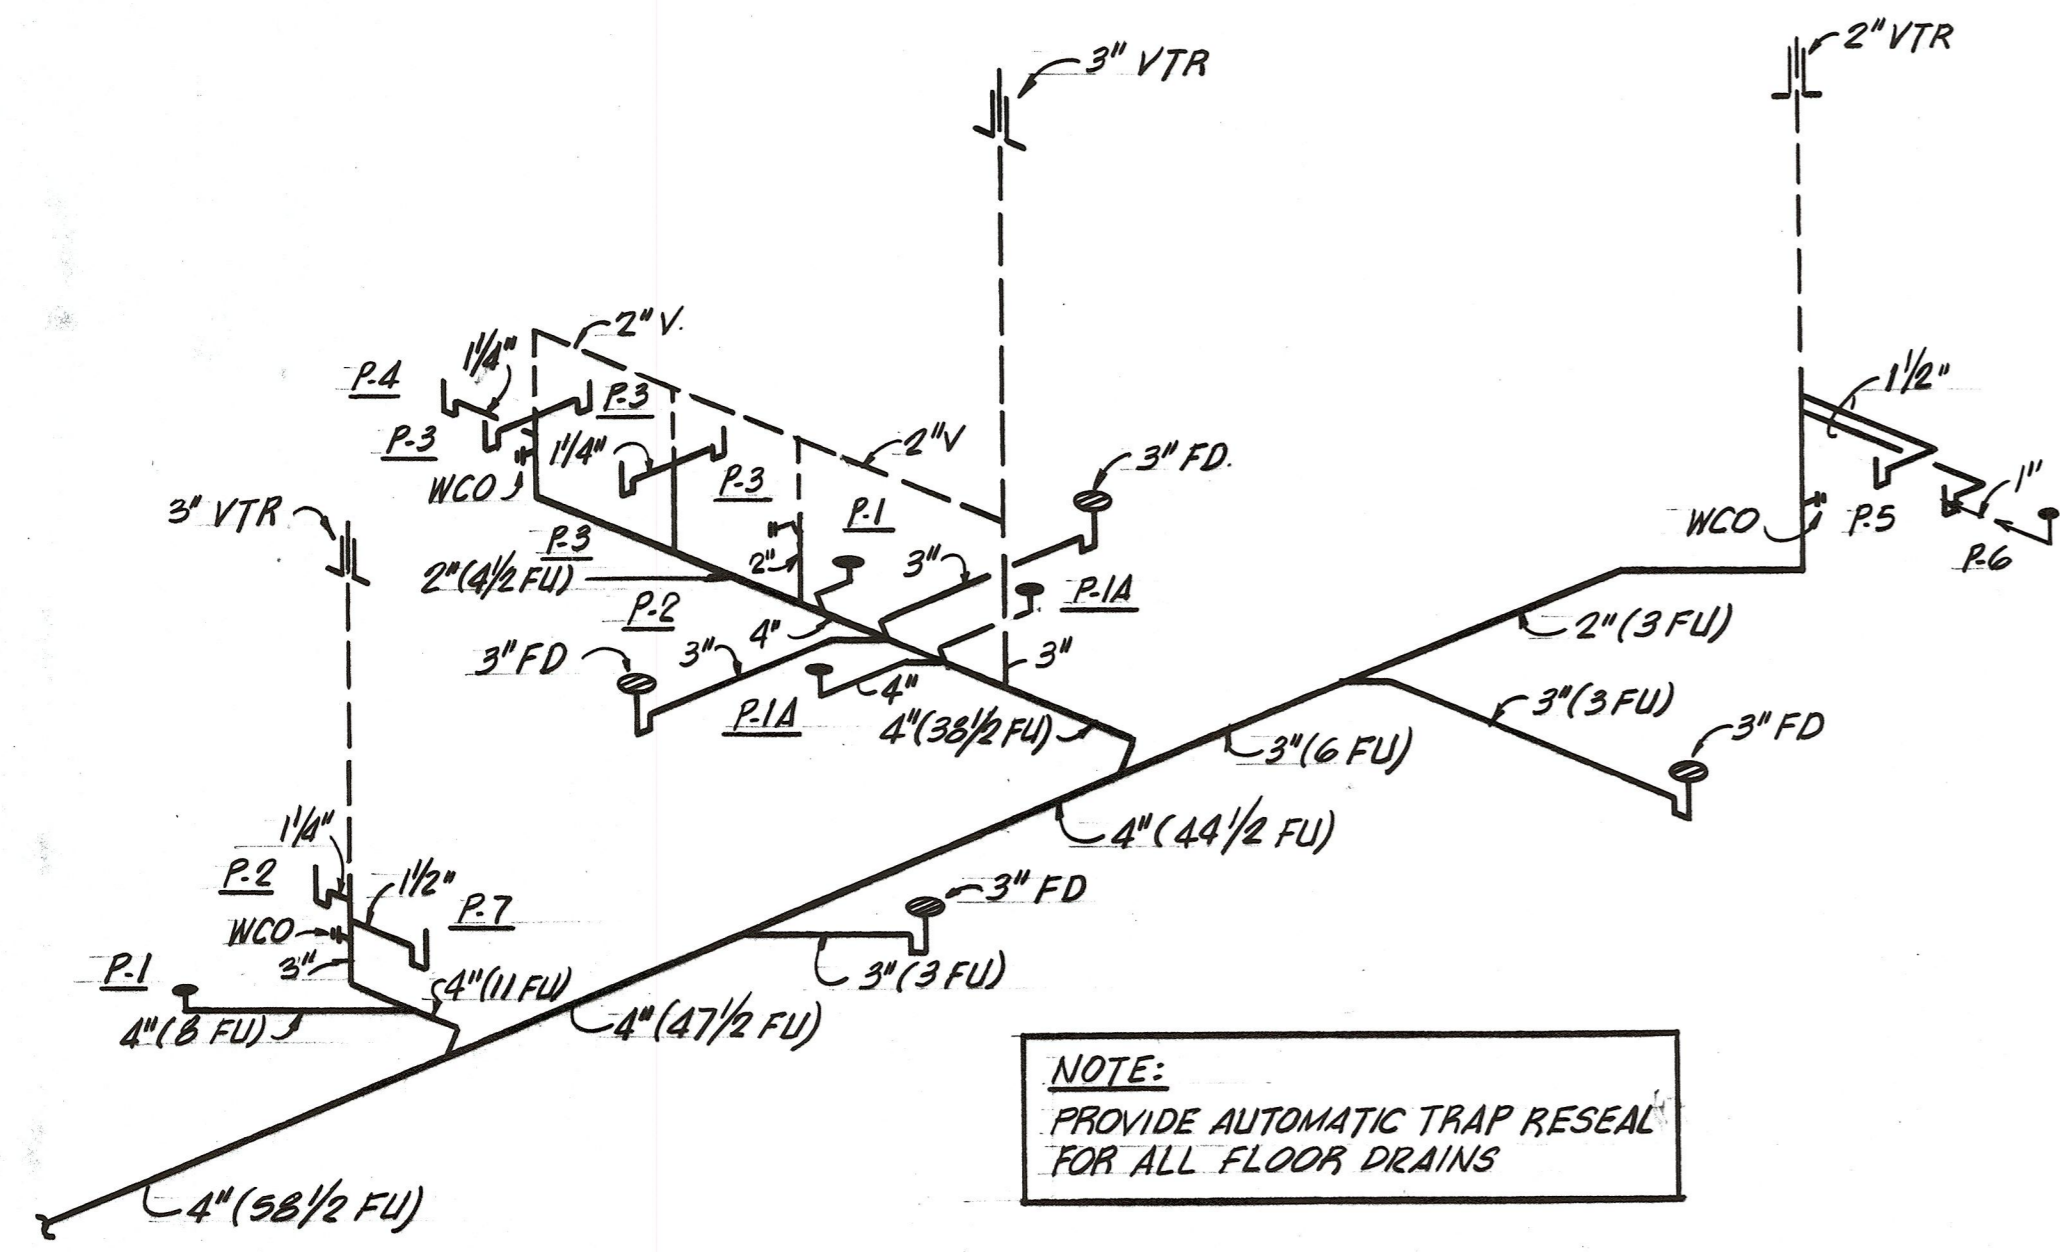 2" VTR
3" VTR
2" V.
1 1/4"
P-4
P-3
1 1/2"
P-3
2" V
3" FD.
1 1/4"
1"
WCO
P-3
3" VTR
P-1
WCO
P-5
P-3
2"
3"
P-6
2" (4 1/2 FU)
P-1A
P-2
4"
2" (3 FU)
3" FD
3"
3"
4"
3" (3 FU)
P-1A
4" (38 1/2 FU)
3" FD
3" (6 FU)
1 1/4"
4" (44 1/2 FU)
P-2
1 1/2"
3" FD
P-7
WCO
3"
P-1
4" (11 FU)
3" (3 FU)
4" (8 FU)
4" (47 1/2 FU)
NOTE:
PROVIDE AUTOMATIC TRAP RESEAL
FOR ALL FLOOR DRAINS
4" (58 1/2 FU)